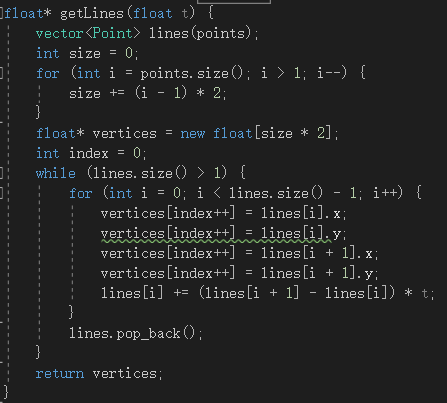 float* getLines(float t) {
    vector<Point> lines(points);
    int size = 0;
    for (int i = points.size(); i > 1; i--) {
        size += (i - 1) * 2;
    }
    float* vertices = new float[size * 2];
    int index = 0;
    while (lines.size() > 1) {
        for (int i = 0; i < lines.size() - 1; i++) {
            vertices[index++] = lines[i].x;
            vertices[index++] = lines[i].y;
            vertices[index++] = lines[i + 1].x;
            vertices[index++] = lines[i + 1].y;
            lines[i] += (lines[i + 1] - lines[i]) * t;
        }
        lines.pop_back();
    }
    return vertices;
}